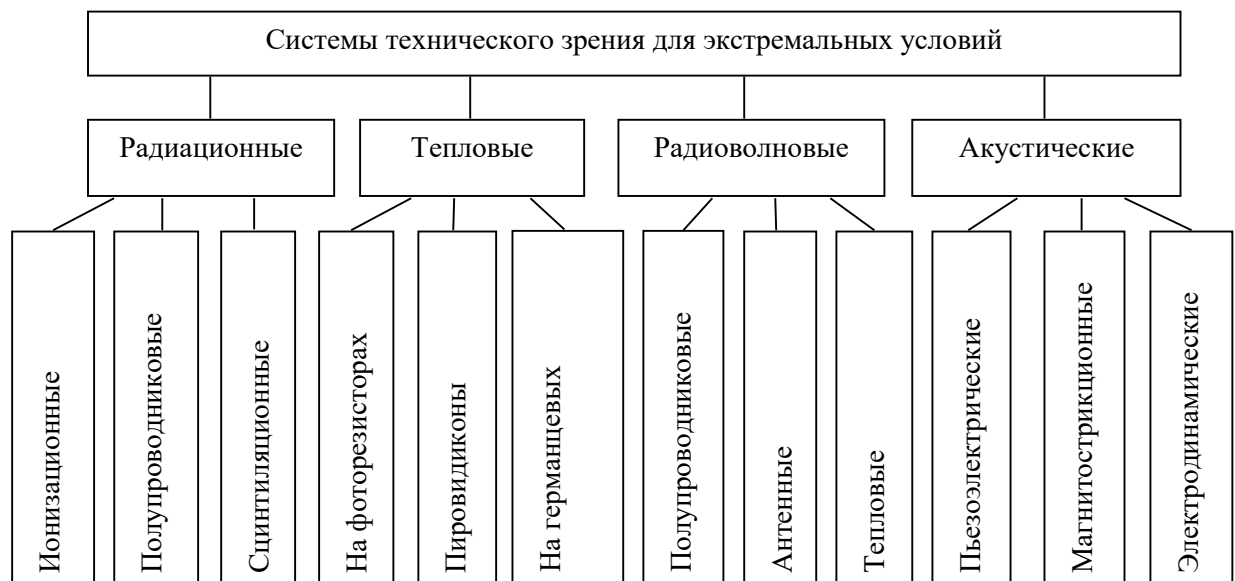 Системы технического зрения для экстремальных условий
Радиационные
Тепловые
Радиоволновые
Акустические
Ионизационные
Полупроводниковые
Сцинтиляционные
На фоторезисторах
Пировидиконы
На германцевых
Полупроводниковые
Антенные
Тепловые
Пьезоэлектрические
Магнитострикционные
Электродинамические